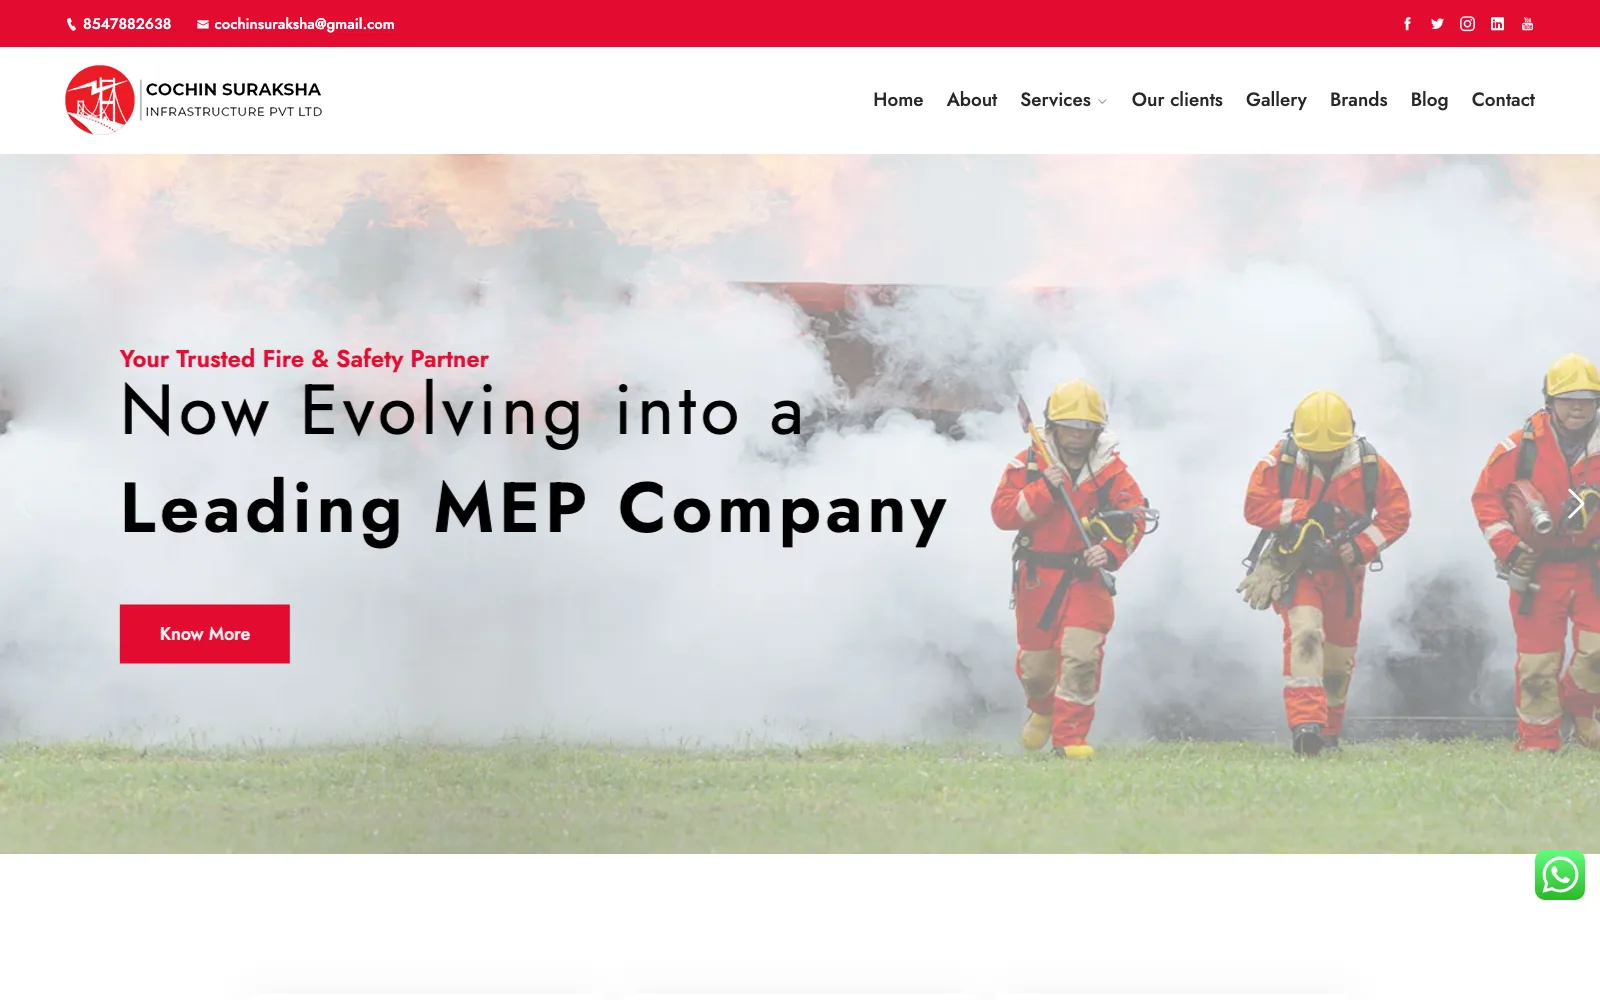 8547882638
cochinsuraksha@gmail.com
COCHIN SURAKSHA
INFRASTRUCTURE PVT LTD
Home
About
Services
Our clients
Gallery
Brands
Blog
Contact
Your Trusted Fire & Safety Partner
Now Evolving into a
Leading MEP Company
Know More